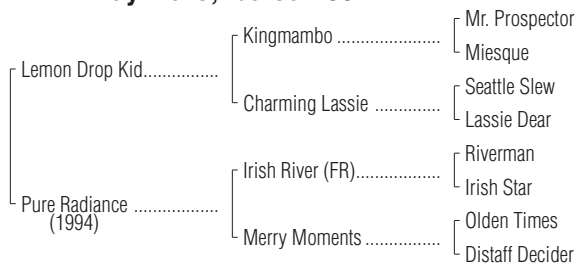 Kingmambo
Mr. Prospector
Miesque
Lemon Drop Kid
Charming Lassie
Seattle Slew
Lassie Dear
Irish River (FR)
Riverman
Irish Star
Pure Radiance
(1994)
Merry Moments
Olden Times
Distaff Decider